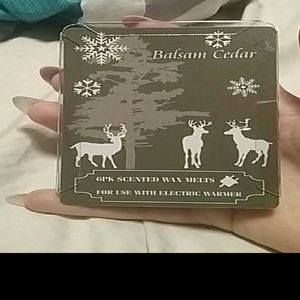 Balsam Cedar
6PK SCENTED WAX MELTS
FOR USE WITH ELECTRIC WARMER